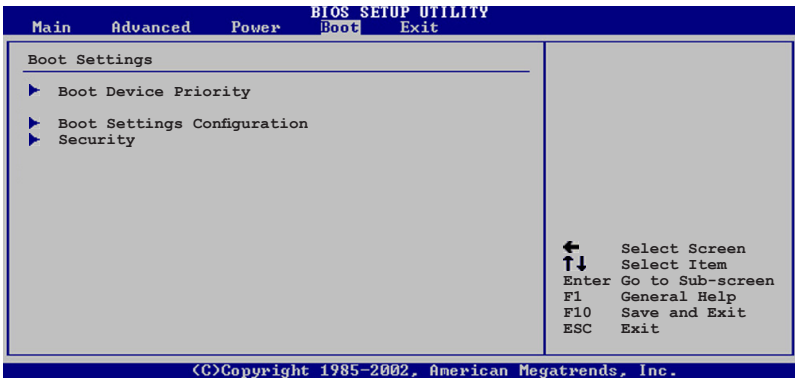 BIOS SETUP UTILITY
Main Advanced Power Boot Exit
Boot Settings
Boot Device Priority
Boot Settings Configuration
Security
← Select Screen
↑↓ Select Item
Enter Go to Sub-screen
F1 General Help
F10 Save and Exit
ESC Exit
(C)Copyright 1985-2002, American Megatrends, Inc.